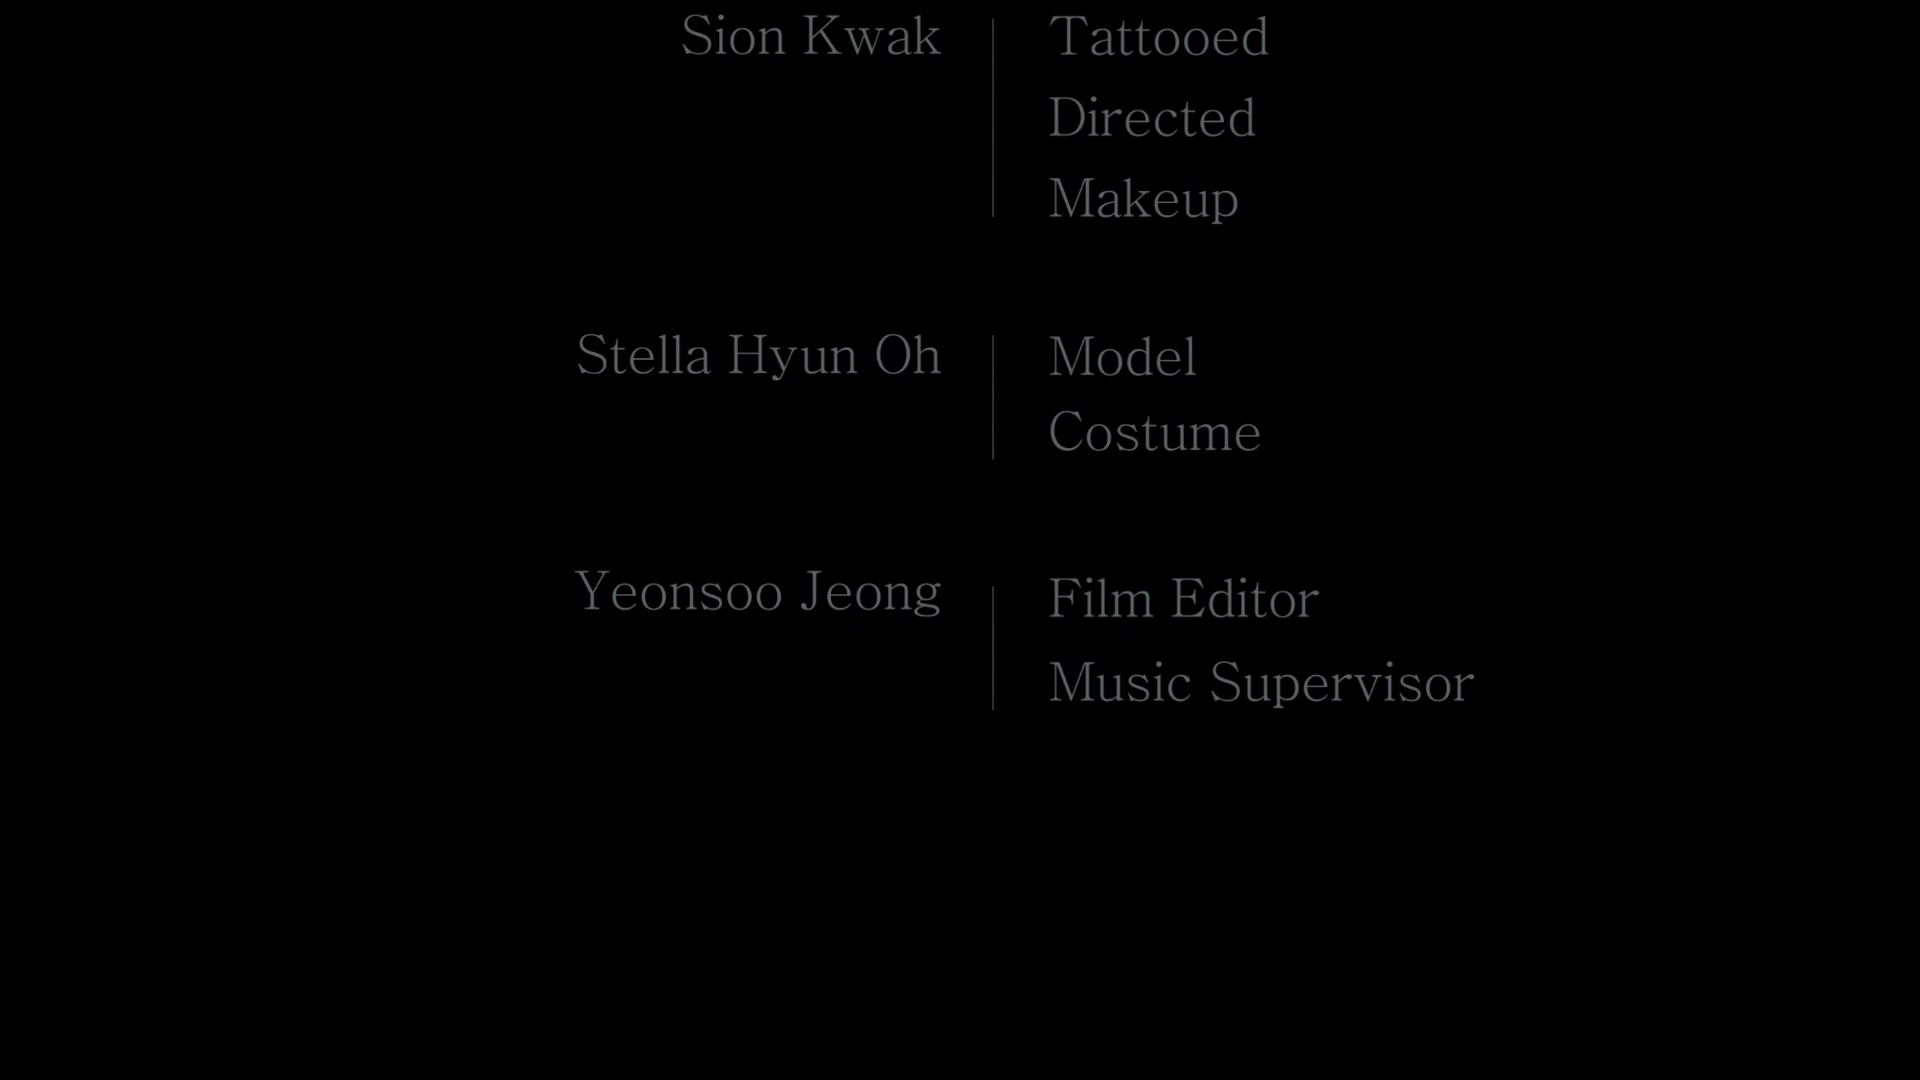 Sion Kwak Tattooed
Directed
Makeup
Stella Hyun Oh Model
Costume
Yeonsoo Jeong Film Editor
Music Supervisor